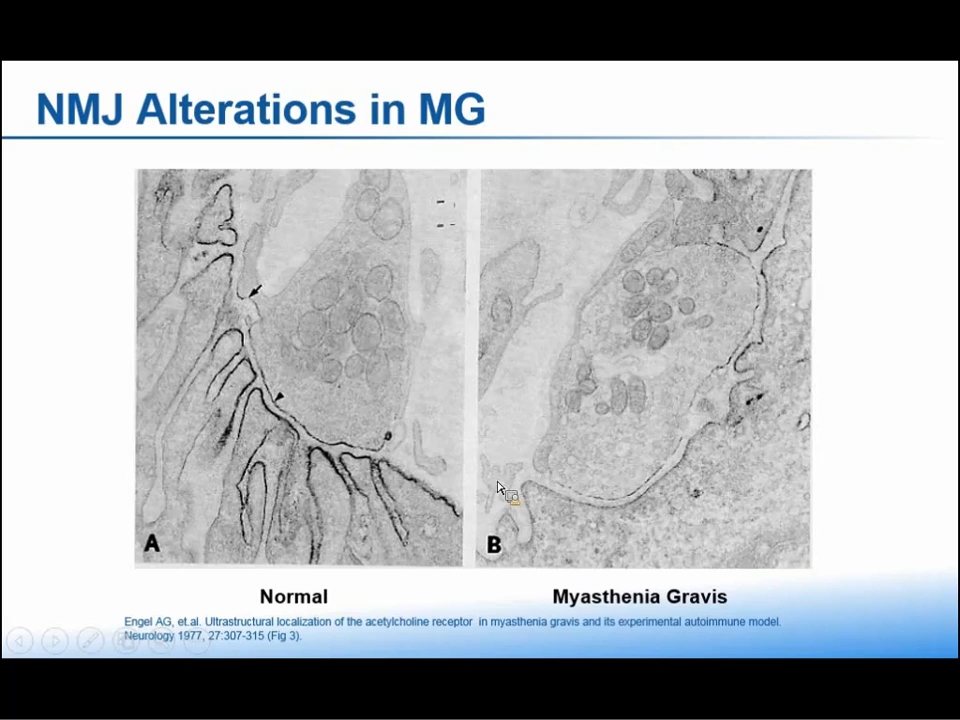 NMJ Alterations in MG
A
B
Normal
Myasthenia Gravis
Engel AG, et.al. Ultrastructural localization of the acetylcholine receptor in myasthenia gravis and its experimental autoimmune model.
Neurology 1977, 27:307-315 (Fig 3).